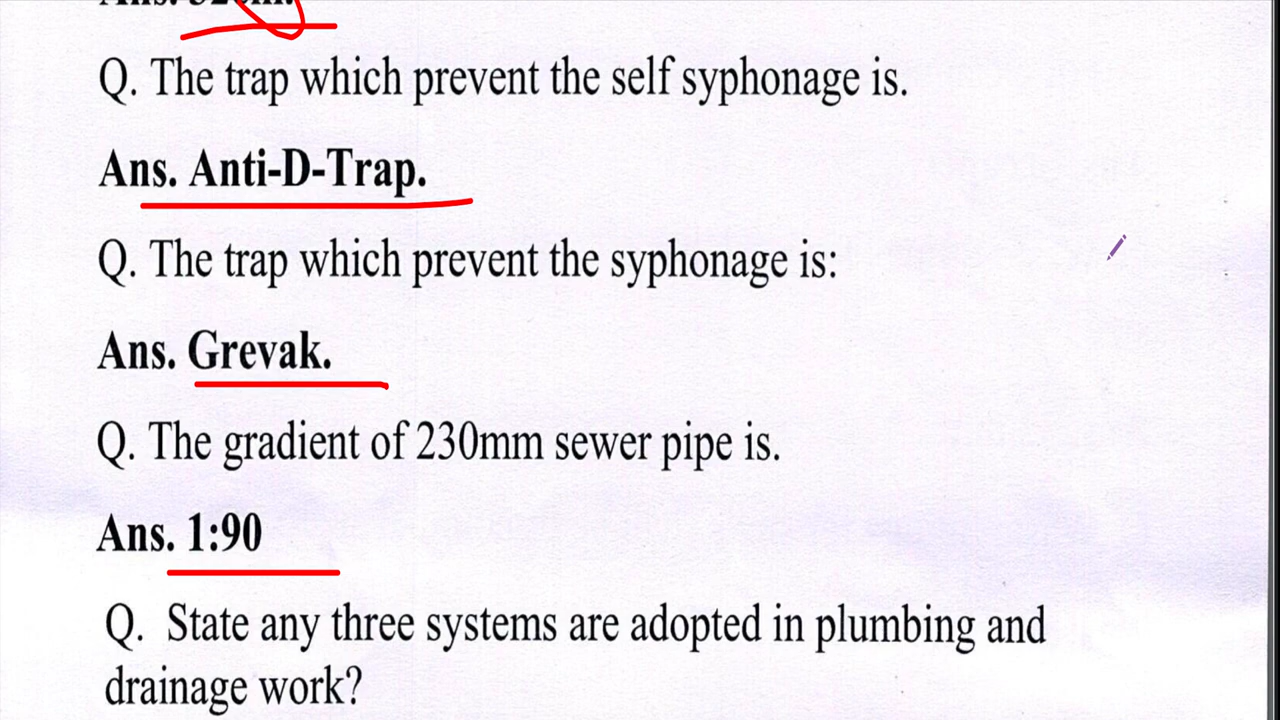 Q. The trap which prevent the self syphonage is.
Ans. Anti-D-Trap.
Q. The trap which prevent the syphonage is:
Ans. Grevak.
Q. The gradient of 230mm sewer pipe is.
Ans. 1:90
Q. State any three systems are adopted in plumbing and
drainage work?